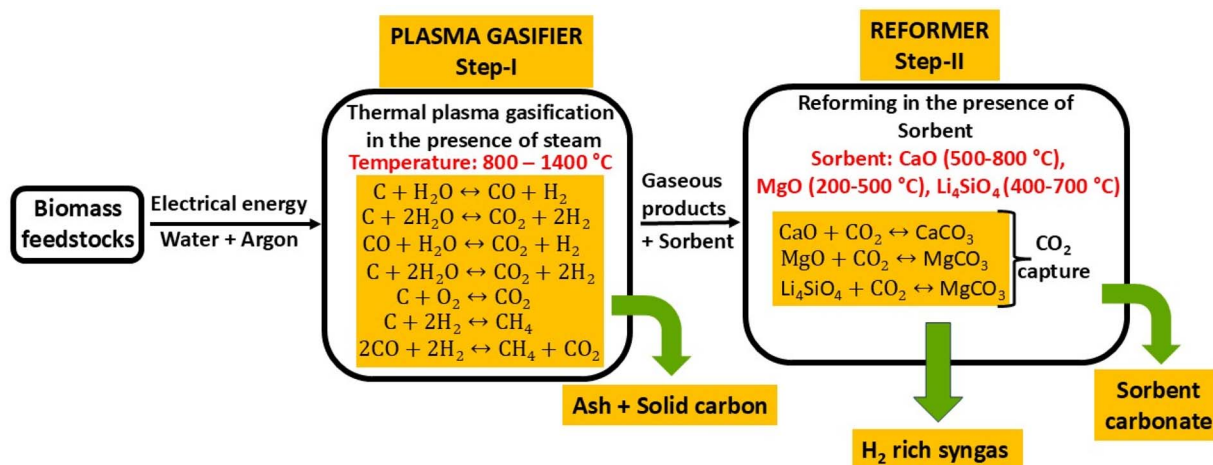 PLASMA GASIFIER
Step-I
REFORMER
Step-II
Biomass
feedstocks
Electrical energy
Water + Argon
Thermal plasma gasification
in the presence of steam
Temperature: 800 – 1400 °C
C + H₂O ↔ CO + H₂
C + 2H₂O ↔ CO₂ + 2H₂
CO + H₂O ↔ CO₂ + H₂
C + 2H₂O ↔ CO₂ + 2H₂
C + O₂ ↔ CO₂
C + 2H₂ ↔ CH₄
2CO + 2H₂ ↔ CH₄ + CO₂
Ash + Solid carbon
Gaseous
products
+ Sorbent
Reforming in the presence of
Sorbent
Sorbent: CaO (500-800 °C),
MgO (200-500 °C), Li₄SiO₄ (400-700 °C)
CaO + CO₂ ↔ CaCO₃
MgO + CO₂ ↔ MgCO₃
Li₄SiO₄ + CO₂ ↔ MgCO₃
CO₂
capture
H₂ rich syngas
Sorbent
carbonate